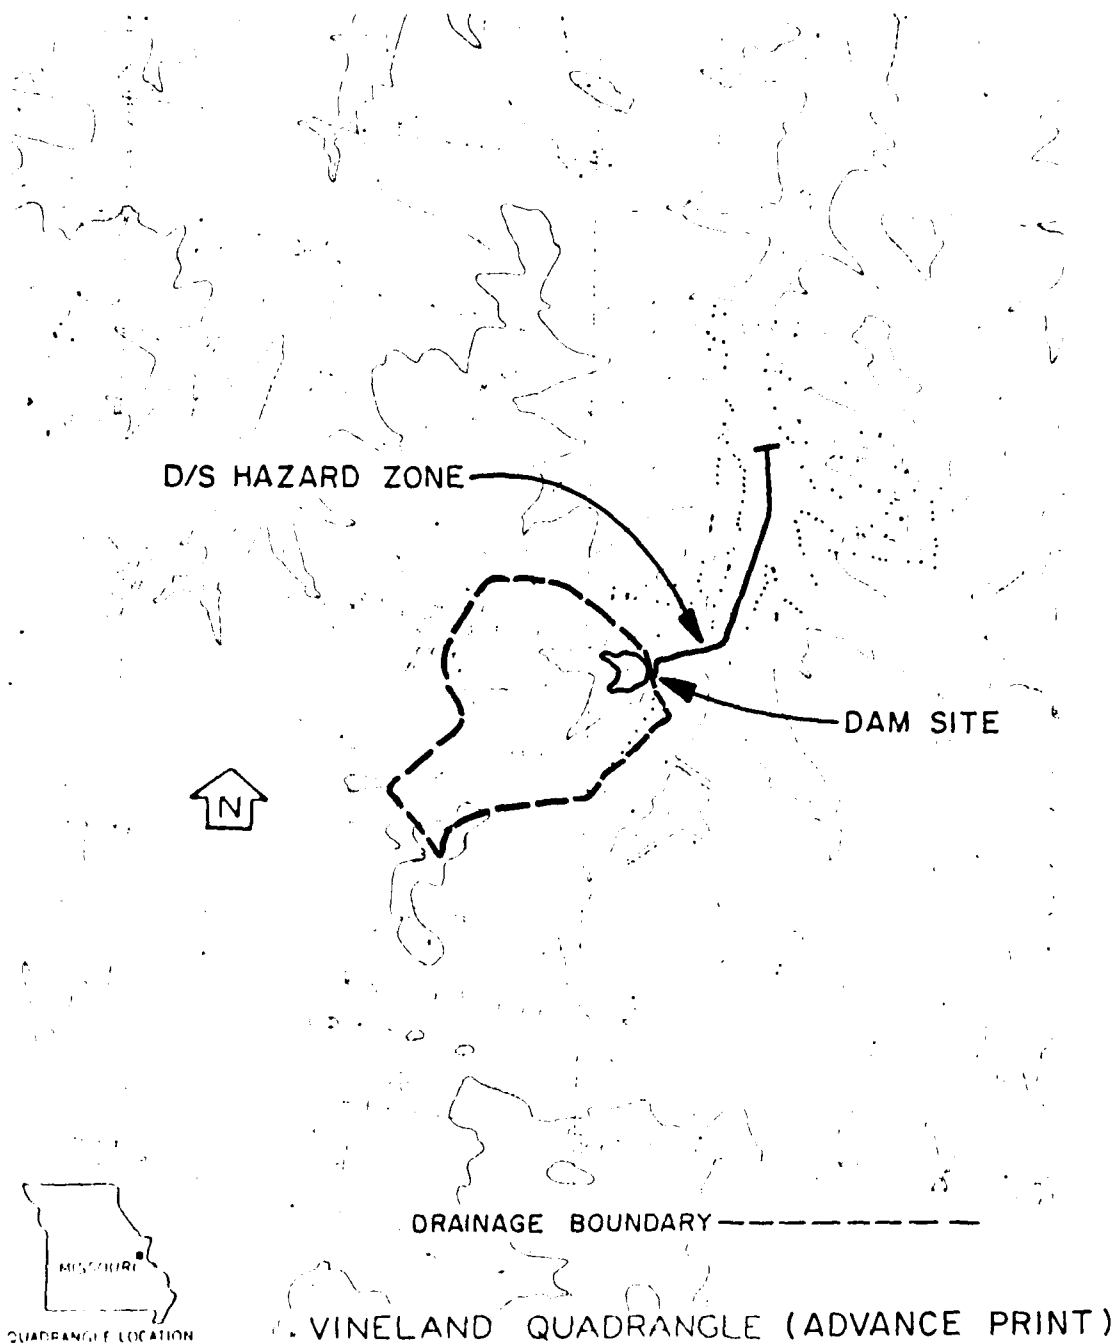 D/S HAZARD ZONE
DAM SITE
N
DRAINAGE BOUNDARY
MISSOURI
QUADRANGLE LOCATION
VINELAND QUADRANGLE (ADVANCE PRINT)